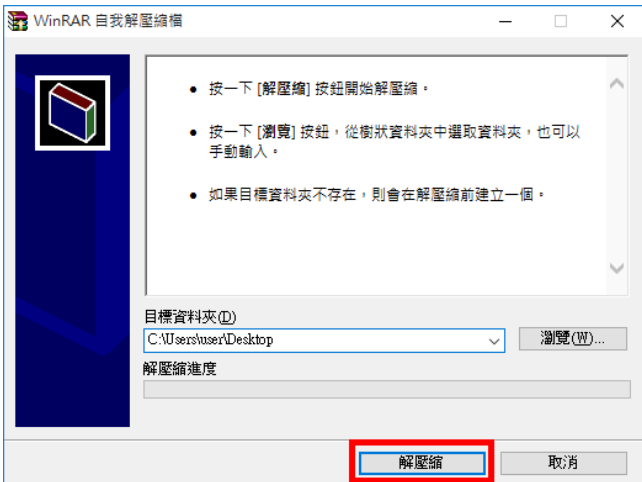 WinRAR 自我解壓縮檔
• 按一下 [解壓縮] 按鈕開始解壓縮。
• 按一下 [瀏覽] 按鈕，從樹狀資料夾中選取資料夾，也可以
手動輸入。
• 如果目標資料夾不存在，則會在解壓縮前建立一個。
目標資料夾(D)
C:\Users\user\Desktop
瀏覽(W)...
解壓縮進度
解壓縮
取消